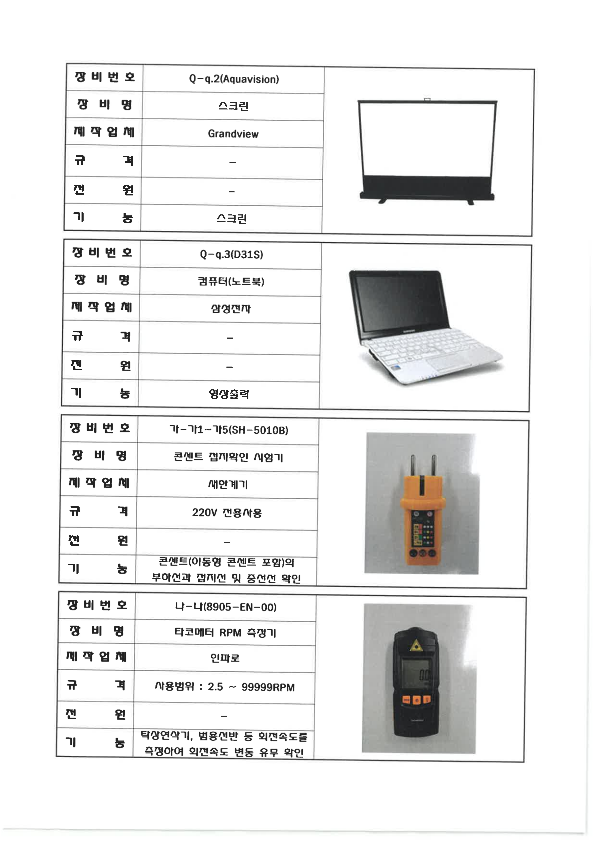 장 비 번 호 Q-q.2(Aquavision)
장 비 명 스크린
제 작 업 체 Grandview
규 격 -
전 원 -
기 능 스크린
장 비 번 호 Q-q.3(D31S)
장 비 명 컴퓨터(노트북)
제 작 업 체 삼성전자
규 격 -
전 원 -
기 능 영상출력
장 비 번 호 가-가1~가5(SH-5010B)
장 비 명 콘센트 접지확인 시험기
제 작 업 체 새한계기
규 격 220V 전용사용
전 원 -
기 능 콘센트(이동형 콘센트 포함)의
부하선과 접지선 및 중선선 확인
장 비 번 호 나-나(8905-EN-00)
장 비 명 타코메터 RPM 측정기
제 작 업 체 인파로
규 격 사용범위 : 2.5 ~ 99999RPM
전 원 -
기 능 탁상연삭기, 범용선반 등 회전속도를
측정하여 회전속도 변동 유무 확인